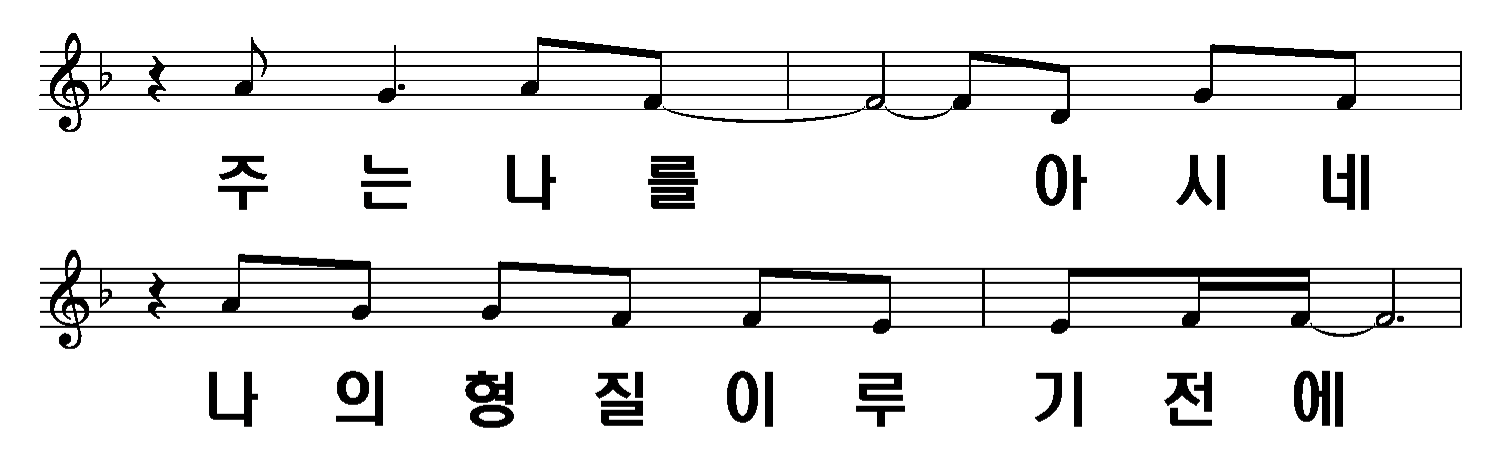 주 는 나 를 아 시 네
나 의 형 질 이 루 기 전 에